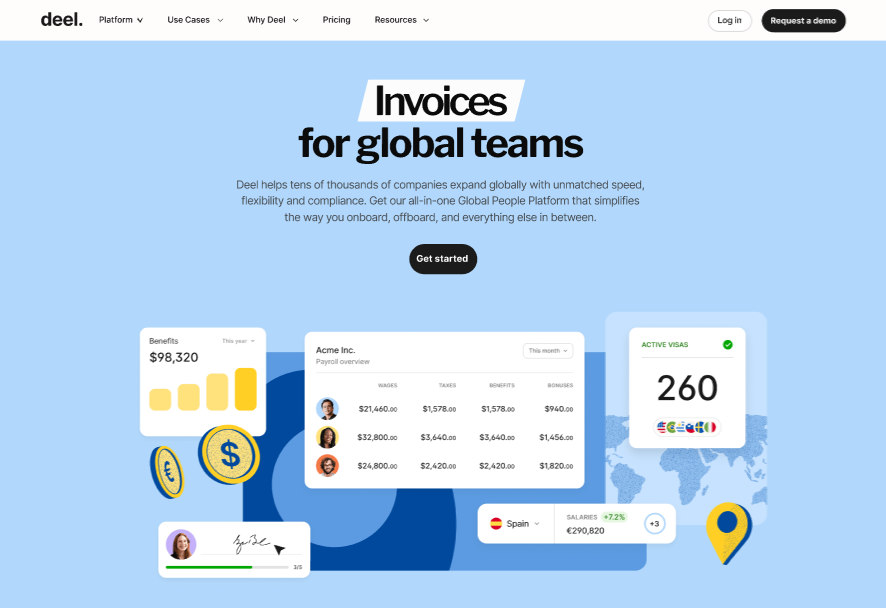 deel.
Platform
Use Cases
Why Deel
Pricing
Resources
Log in
Request a demo
Invoices
for global teams
Deel helps tens of thousands of companies expand globally with unmatched speed,
flexibility and compliance. Get our all-in-one Global People Platform that simplifies
the way you onboard, offboard, and everything else in between.
Get started
Benefits This year
$98,320
€
$
Acme Inc.
Payroll overview
This month
WAGES TAXES BENEFITS BONUSES
$21,460.00 $1,578.00 $1,578.00 $940.00
$32,800.00 $3,640.00 $3,640.00 $1,456.00
$24,800.00 $2,420.00 $2,420.00 $1,820.00
ACTIVE VISAS
260
3/5
Spain
SALARIES +7.2%
€290,820
+3